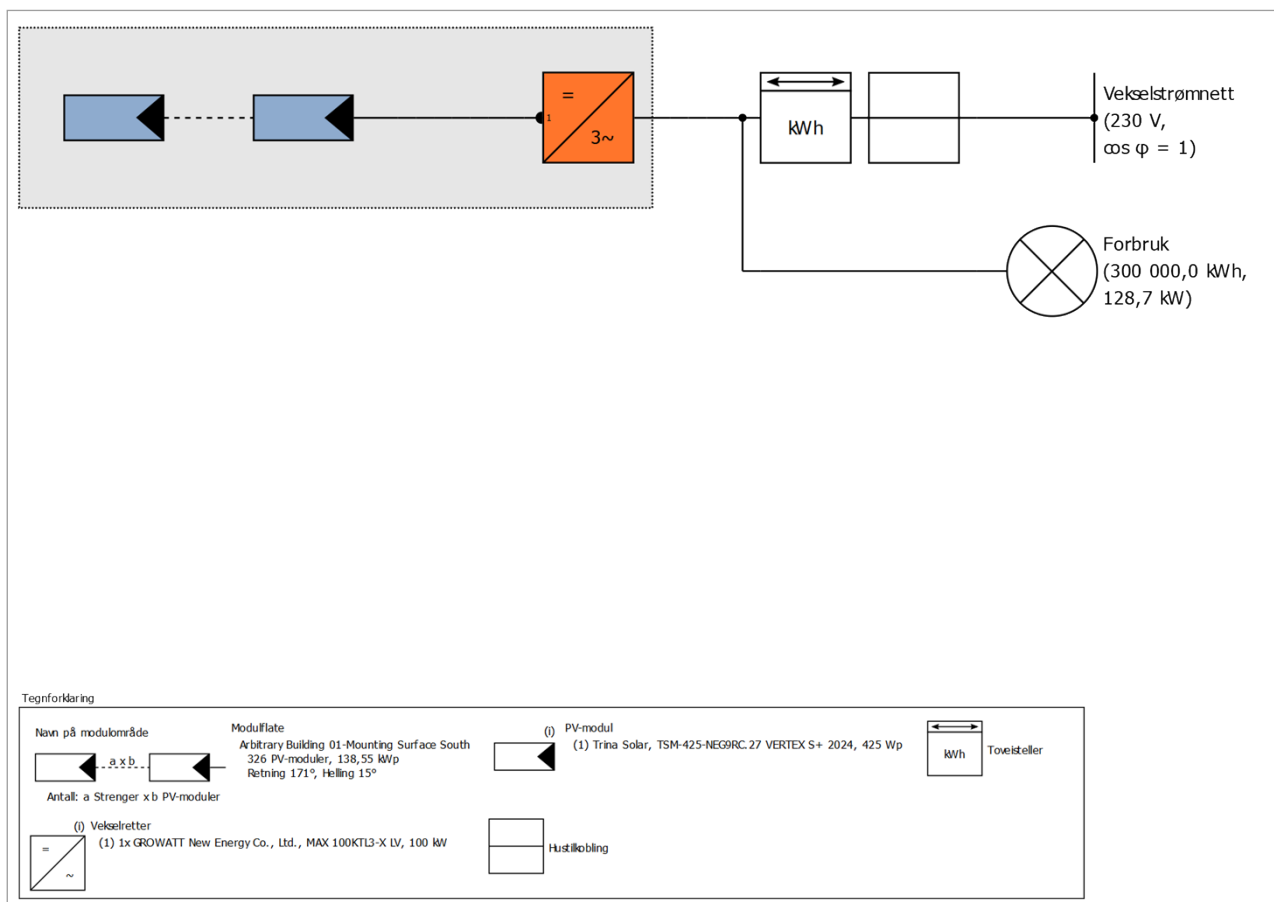 =
1
3~
kWh
Vekselstrømnett
(230 V,
cos φ = 1)
Forbruk
(300 000,0 kWh,
128,7 kW)
Tegnforklaring
Navn på modulområde
a x b
Antall: a Strenger x b PV-moduler
Modulflate
Arbitrary Building 01-Mounting Surface South
326 PV-moduler, 138,55 kWp
Retning 171°, Helling 15°
(i) PV-modul
(1) Trina Solar, TSM-425-NEG9RC.27 VERTEX S+ 2024, 425 Wp
kWh
Toveisteller
(i) Vekselretter
(1) 1x GROWATT New Energy Co., Ltd., MAX 100KTL3-X LV, 100 kW
=
~
Hustilkobling